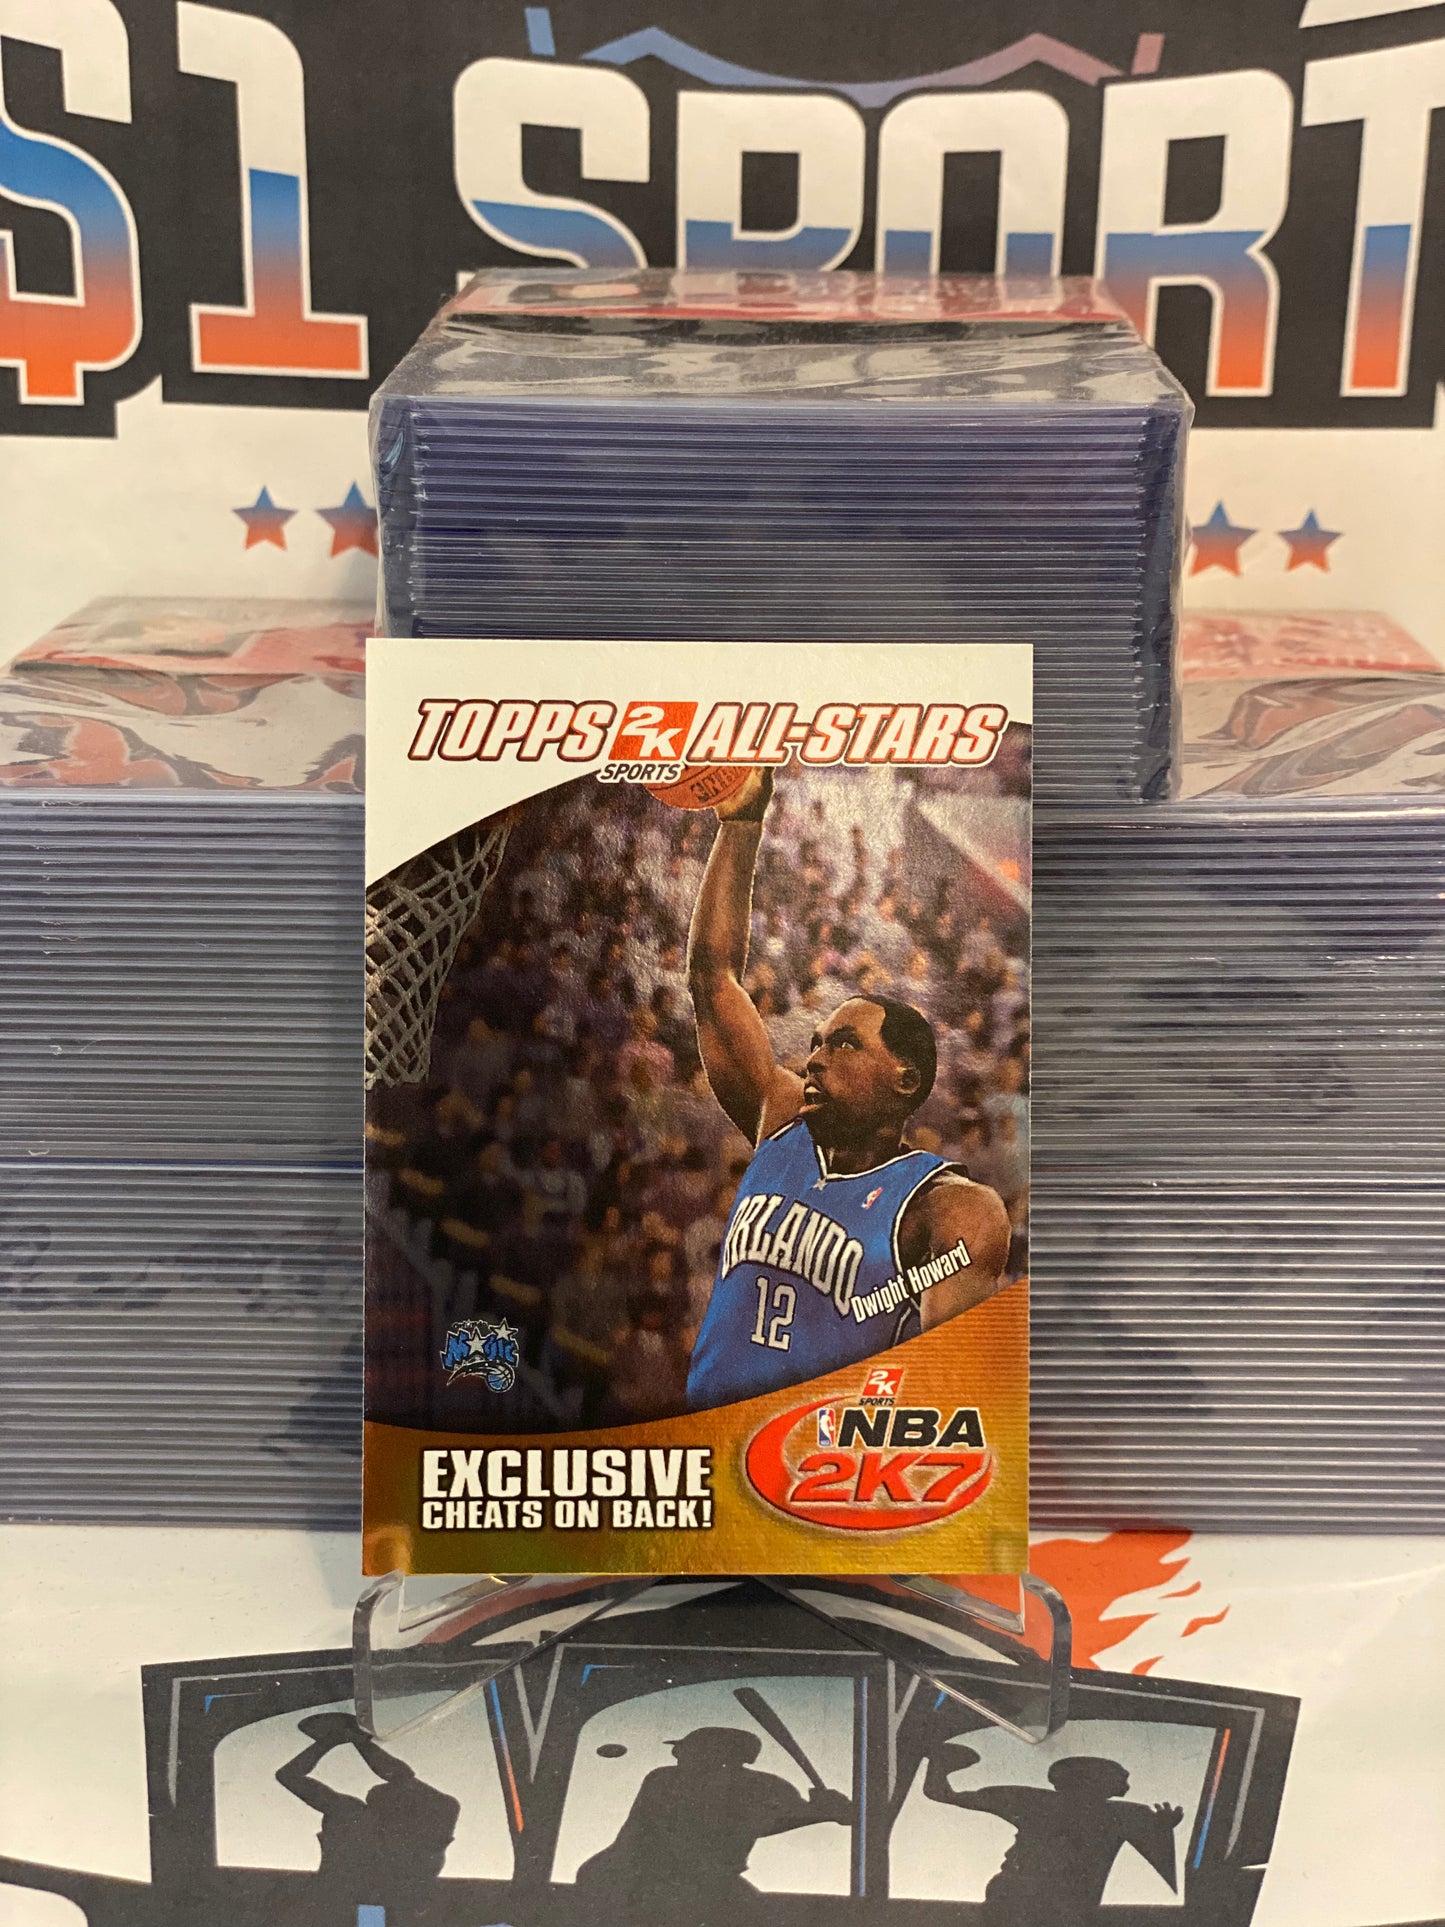 $1 SPORT
TOPPS 2K ALL-STARS
SPORTS
ORLANDO
12
Dwight Howard
Magic
2K
SPORTS
NBA
2K7
EXCLUSIVE
CHEATS ON BACK!